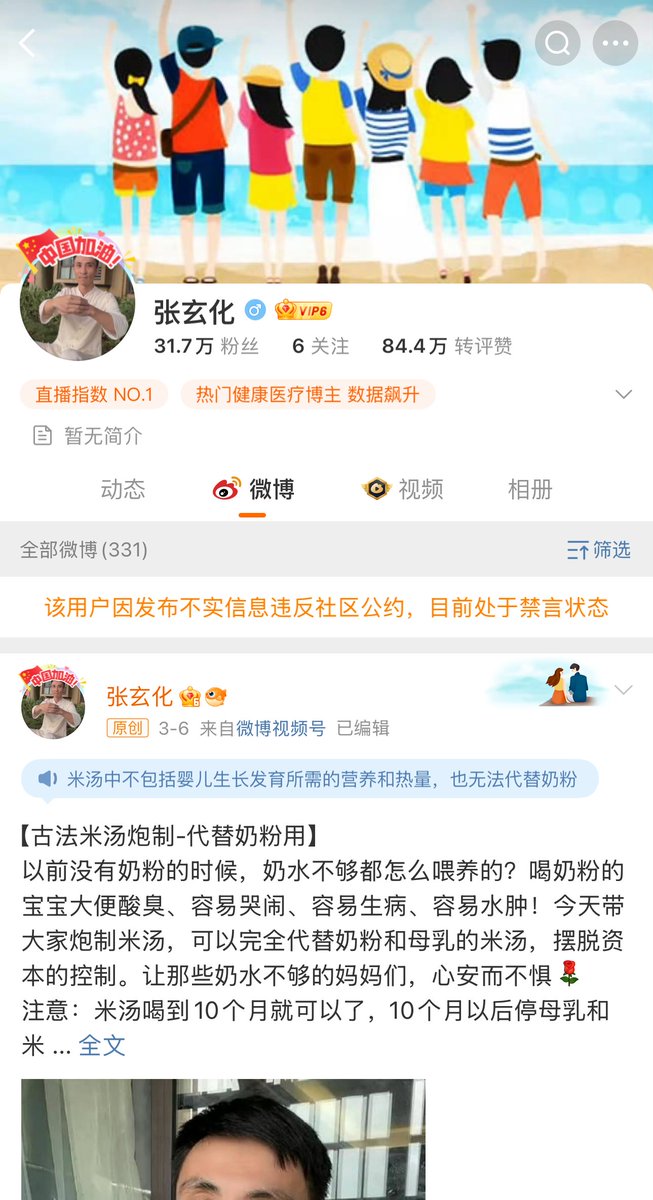 中国加油!
张玄化 VIP6
31.7万 粉丝 6 关注 84.4万 转评赞
直播指数 NO.1 热门健康医疗博主 数据飙升
暂无简介
动态 微博 视频 相册
全部微博(331) 筛选
该用户因发布不实信息违反社区公约，目前处于禁言状态
中国加油!
张玄化
原创 3-6 来自微博视频号 已编辑
米汤中不包括婴儿生长发育所需的营养和热量，也无法代替奶粉
【古法米汤炮制-代替奶粉用】
以前没有奶粉的时候，奶水不够都怎么喂养的？喝奶粉的
宝宝大便酸臭、容易哭闹、容易生病、容易水肿！今天带
大家炮制米汤，可以完全代替奶粉和母乳的米汤，摆脱资
本的控制。让那些奶水不够的妈妈们，心安而不惧🌹
注意：米汤喝到10个月就可以了，10个月以后停母乳和
米 ... 全文